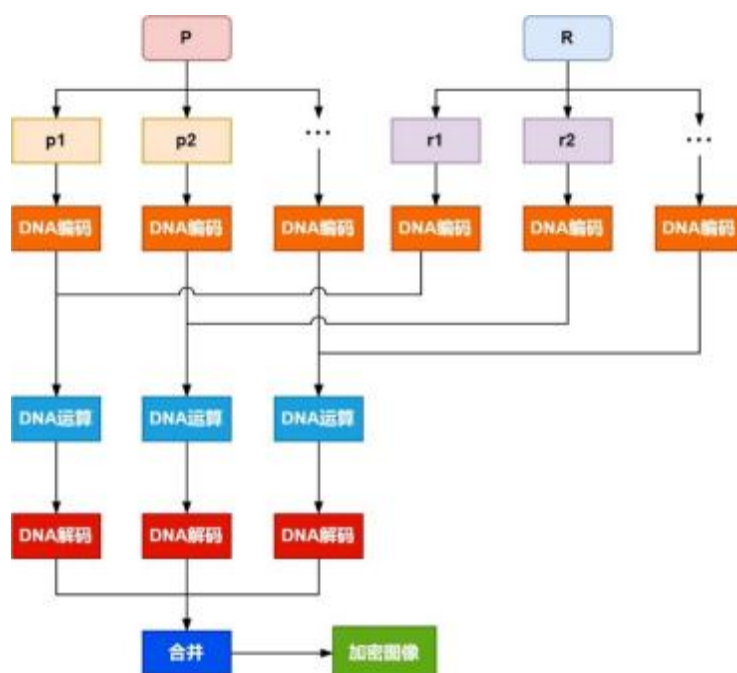 P
R
p1
p2
...
r1
r2
...
DNA编码
DNA编码
DNA编码
DNA编码
DNA编码
DNA编码
DNA运算
DNA运算
DNA运算
DNA解码
DNA解码
DNA解码
合并
加密图像